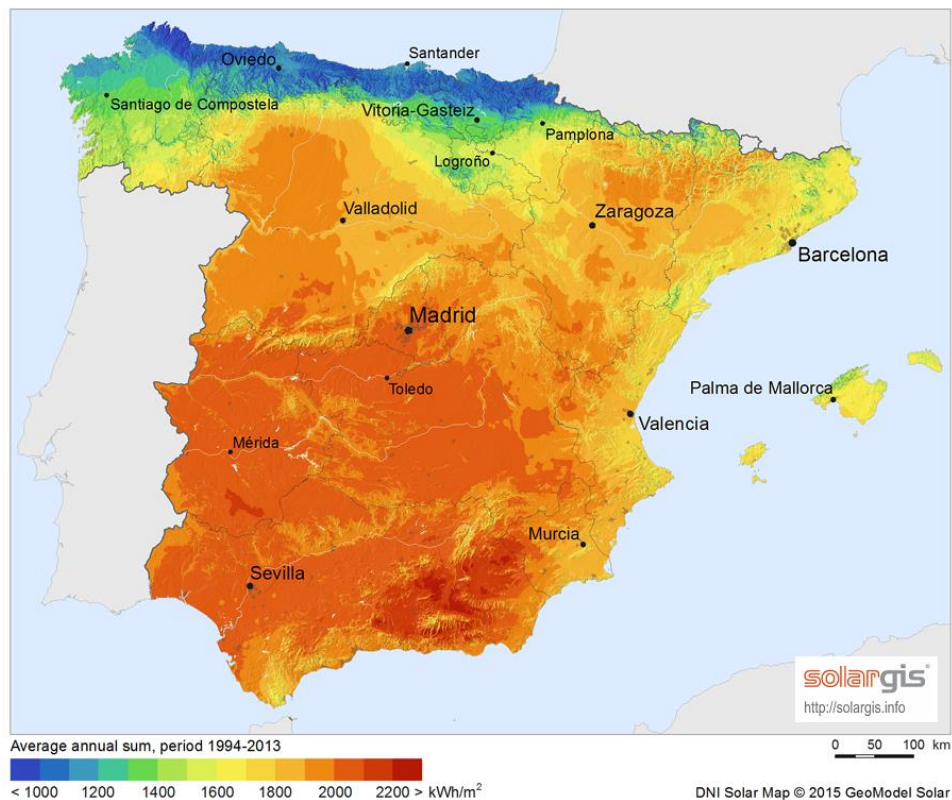 Santander
Oviedo
Santiago de Compostela
Vitoria-Gasteiz
Pamplona
Logroño
Valladolid
Zaragoza
Barcelona
Madrid
Toledo
Palma de Mallorca
Valencia
Mérida
Murcia
Sevilla
solargis®
http://solargis.info
Average annual sum, period 1994-2013
0 50 100 km
< 1000 1200 1400 1600 1800 2000 2200 > kWh/m²
DNI Solar Map © 2015 GeoModel Solar